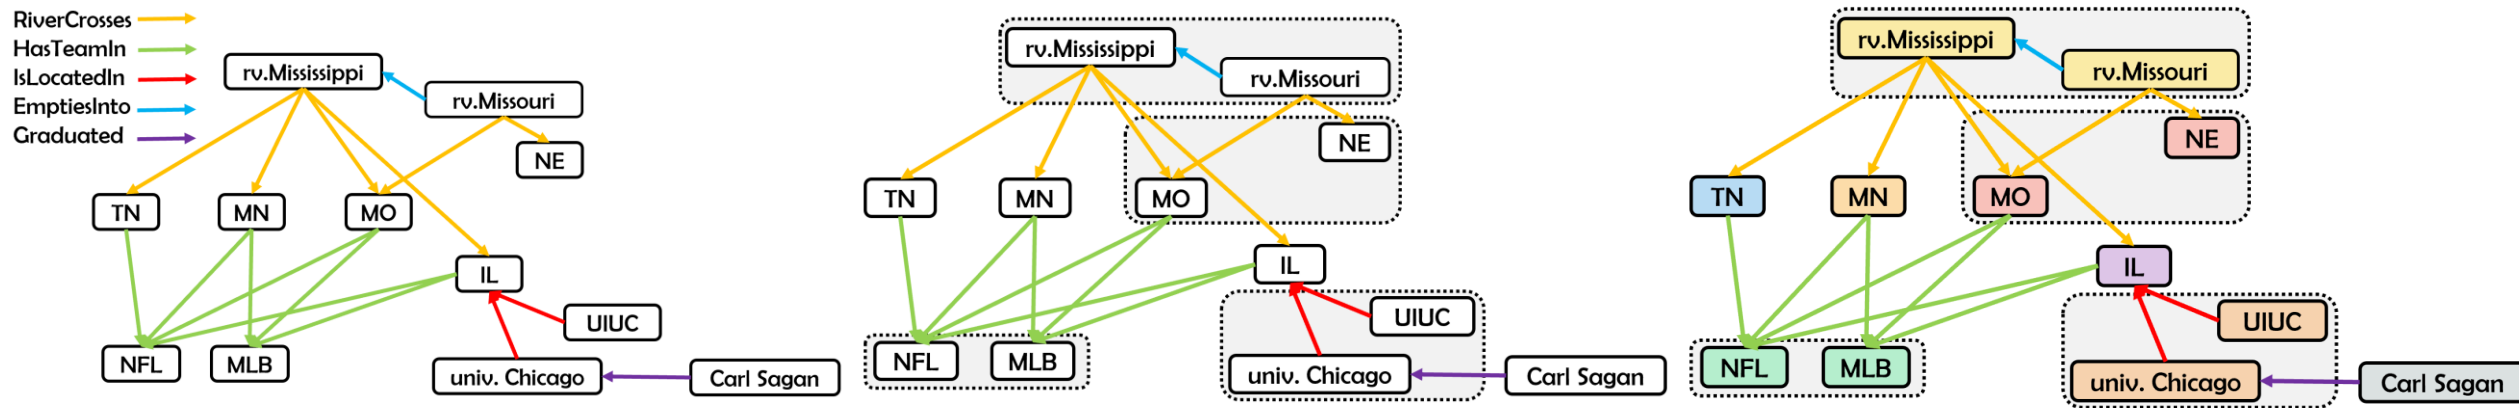 RiverCrosses
HasTeamIn
IsLocatedIn
EmptiesInto
Graduated
rv.Mississippi
rv.Missouri
NE
TN
MN
MO
IL
UIUC
NFL
MLB
univ. Chicago
Carl Sagan
rv.Mississippi
rv.Missouri
NE
TN
MN
MO
IL
UIUC
NFL
MLB
univ. Chicago
Carl Sagan
rv.Mississippi
rv.Missouri
NE
TN
MN
MO
IL
UIUC
NFL
MLB
univ. Chicago
Carl Sagan